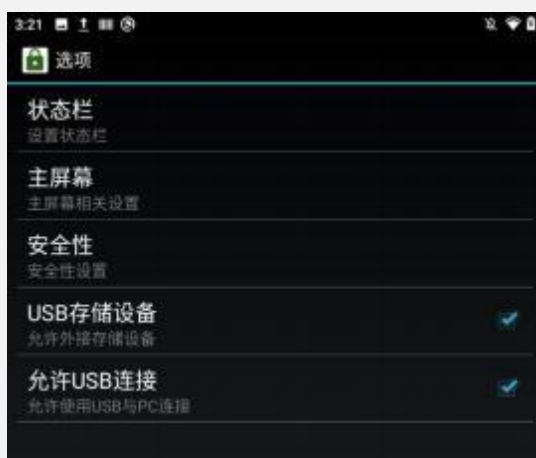 3:21
选项
状态栏
设置状态栏
主屏幕
主屏幕相关设置
安全性
安全性设置
USB存储设备
允许外接存储设备
允许USB连接
允许使用USB与PC连接